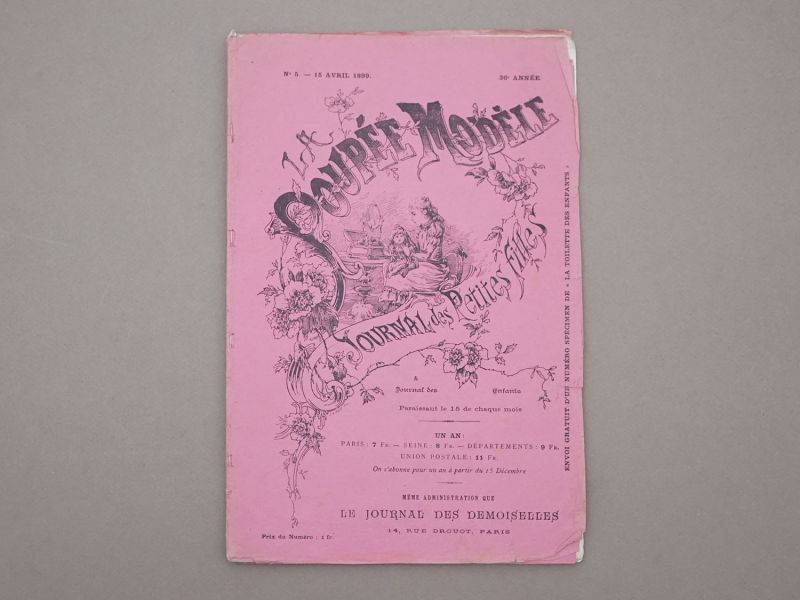 N° 5. — 15 AVRIL 1899.
36e ANNÉE.
LA
POUPÉE MODÈLE
JOURNAL des Petites filles
&
Journal des Enfants
Paraissant le 15 de chaque mois
UN AN:
PARIS: 7 FR. — SEINE: 8 FR. — DÉPARTEMENTS: 9 FR.
UNION POSTALE: 11 FR.
On s'abonne pour un an à partir du 15 Décembre
MÊME ADMINISTRATION QUE
LE JOURNAL DES DEMOISELLES
14, RUE DROUOT, PARIS
Prix du Numéro: 1 fr.
ENVOI GRATUIT D'UN NUMÉRO SPÉCIMEN DE « LA TOILETTE DES ENFANTS »